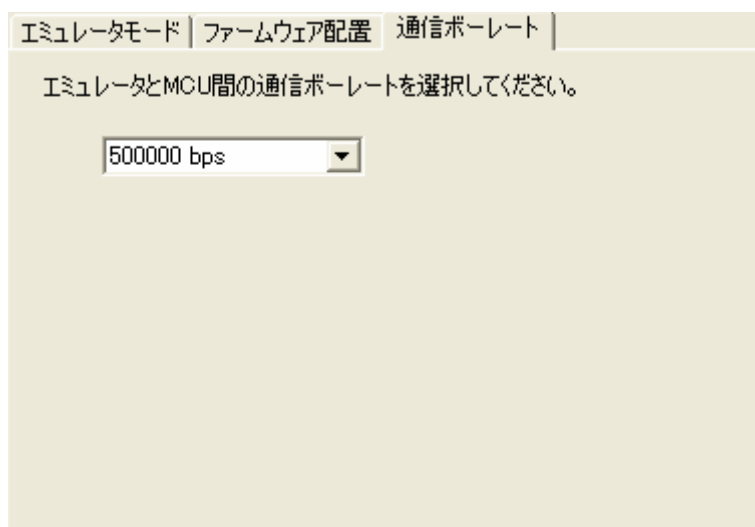 エミュレータモード ファームウェア配置 通信ボーレート
エミュレータとMCU間の通信ボーレートを選択してください。
500000 bps